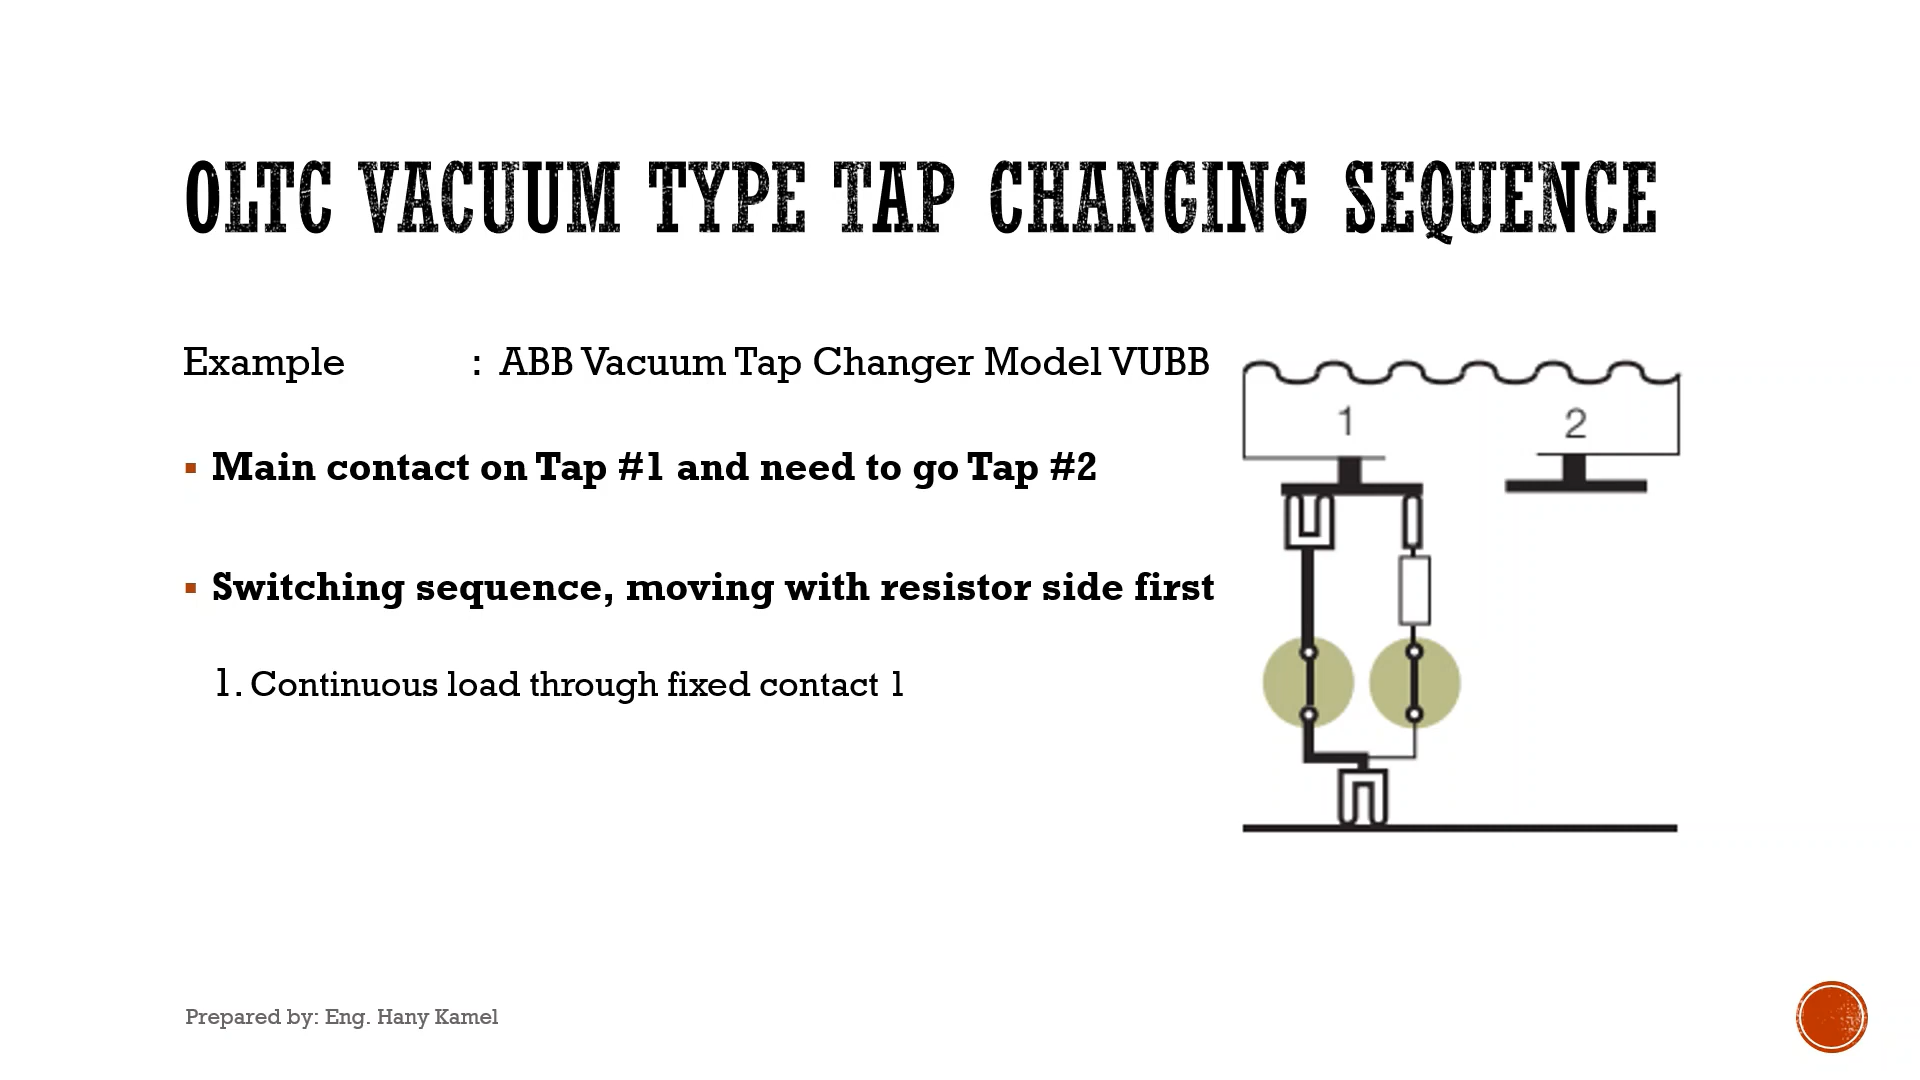 OLTC VACUUM TYPE TAP CHANGING SEQUENCE
Example : ABB Vacuum Tap Changer Model VUBB
▪ Main contact on Tap #1 and need to go Tap #2
▪ Switching sequence, moving with resistor side first
1. Continuous load through fixed contact 1
1
2
Prepared by: Eng. Hany Kamel